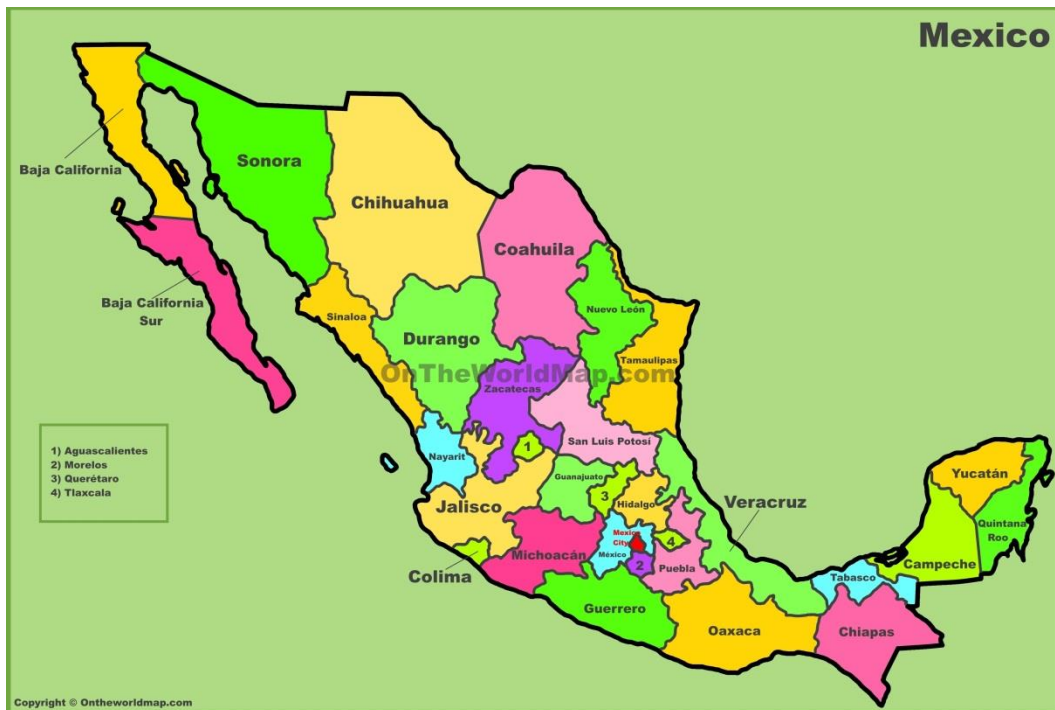 Mexico
Baja California
Sonora
Chihuahua
Coahuila
Baja California
Sur
Sinaloa
Nuevo León
Durango
Tamaulipas
OnTheWorldMap.com
Zacatecas
San Luis Potosí
1
Nayarit
1) Aguascalientes
2) Morelos
3) Querétaro
4) Tlaxcala
Yucatán
Guanajuato
3
Hidalgo
Veracruz
Jalisco
Quintana
Roo
Mexico
City
4
Michoacán
México
2
Puebla
Campeche
Colima
Tabasco
Guerrero
Oaxaca
Chiapas
Copyright © Ontheworldmap.com